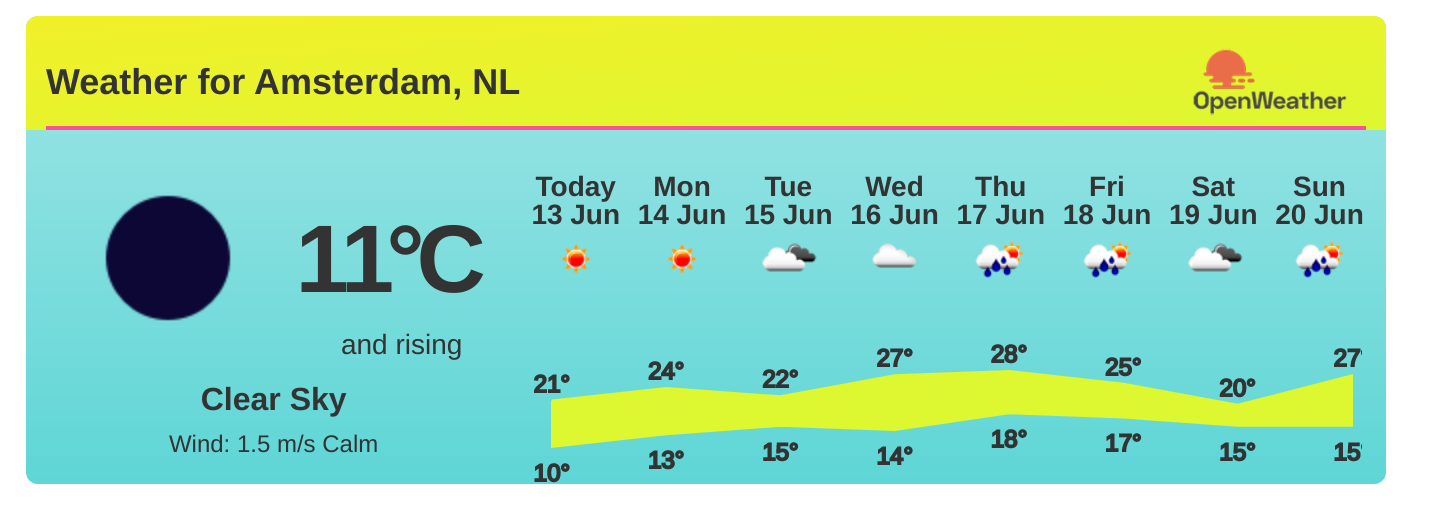 Weather for Amsterdam, NL
OpenWeather
11°C
and rising
Clear Sky
Wind: 1.5 m/s Calm
Today Mon Tue Wed Thu Fri Sat Sun
13 Jun 14 Jun 15 Jun 16 Jun 17 Jun 18 Jun 19 Jun 20 Jun
21° 24° 22° 27° 28° 25° 20° 27°
10° 13° 15° 14° 18° 17° 15° 15°